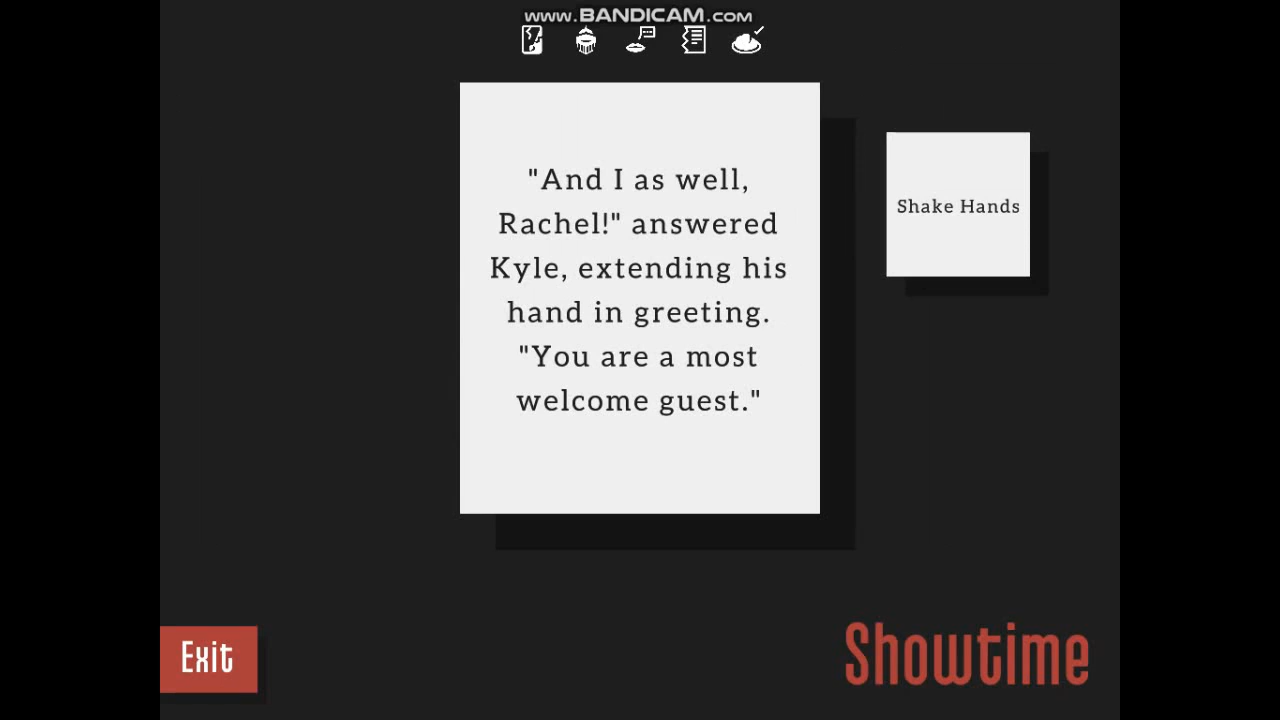 www.BANDICAM.com
"And I as well,
Rachel!" answered
Kyle, extending his
hand in greeting.
"You are a most
welcome guest."
Shake Hands
Exit
Showtime